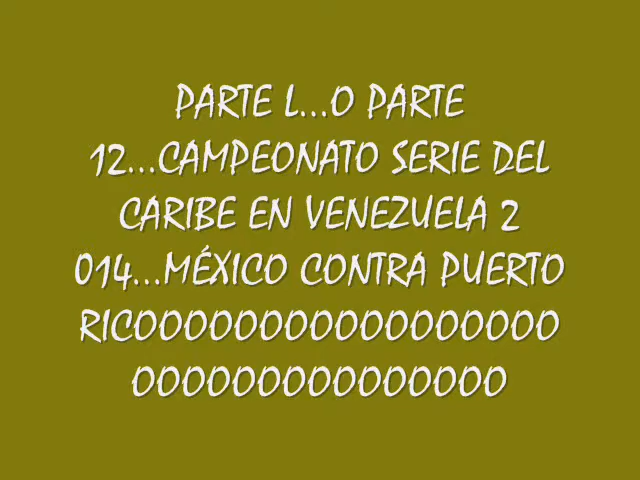 PARTE L...O PARTE
12...CAMPEONATO SERIE DEL
CARIBE EN VENEZUELA 2
014...MÉXICO CONTRA PUERTO
RICOOOOOOOOOOOOOOOOOO
OOOOOOOOOOOOOOO